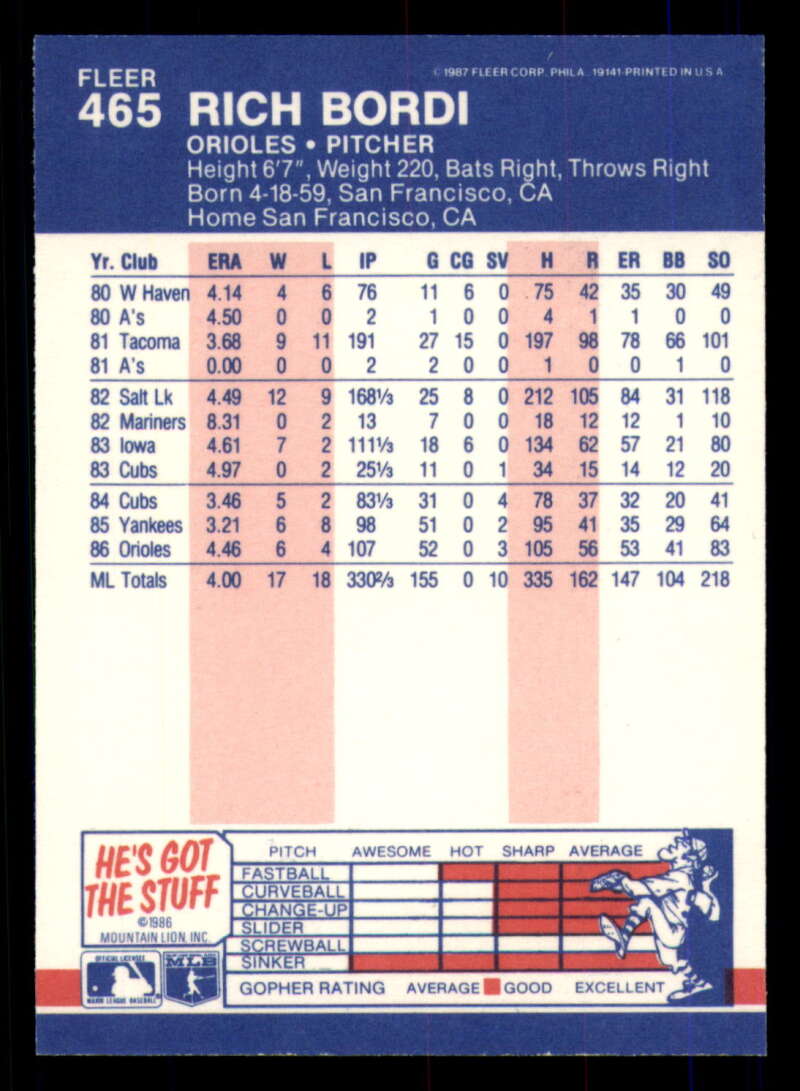 FLEER
© 1987 FLEER CORP. PHILA. 19141-PRINTED IN U S A
465 RICH BORDI
ORIOLES • PITCHER
Height 6'7", Weight 220, Bats Right, Throws Right
Born 4-18-59, San Francisco, CA
Home San Francisco, CA
Yr. Club ERA W L IP G CG SV H R ER BB SO
80 W Haven 4.14 4 6 76 11 6 0 75 42 35 30 49
80 A's 4.50 0 0 2 1 0 0 4 1 1 0 0
81 Tacoma 3.68 9 11 191 27 15 0 197 98 78 66 101
81 A's 0.00 0 0 2 2 0 0 1 0 0 1 0
82 Salt Lk 4.49 12 9 168⅓ 25 8 0 212 105 84 31 118
82 Mariners 8.31 0 2 13 7 0 0 18 12 12 1 10
83 Iowa 4.61 7 2 111⅓ 18 6 0 134 62 57 21 80
83 Cubs 4.97 0 2 25⅓ 11 0 1 34 15 14 12 20
84 Cubs 3.46 5 2 83⅓ 31 0 4 78 37 32 20 41
85 Yankees 3.21 6 8 98 51 0 2 95 41 35 29 64
86 Orioles 4.46 6 4 107 52 0 3 105 56 53 41 83
ML Totals 4.00 17 18 330⅔ 155 0 10 335 162 147 104 218
HE'S GOT
THE STUFF
©1986
MOUNTAIN LION, INC.
PITCH AWESOME HOT SHARP AVERAGE
FASTBALL
CURVEBALL
CHANGE-UP
SLIDER
SCREWBALL
SINKER
GOPHER RATING AVERAGE GOOD EXCELLENT
OFFICIAL LICENSEE
MAJOR LEAGUE BASEBALL
MLB